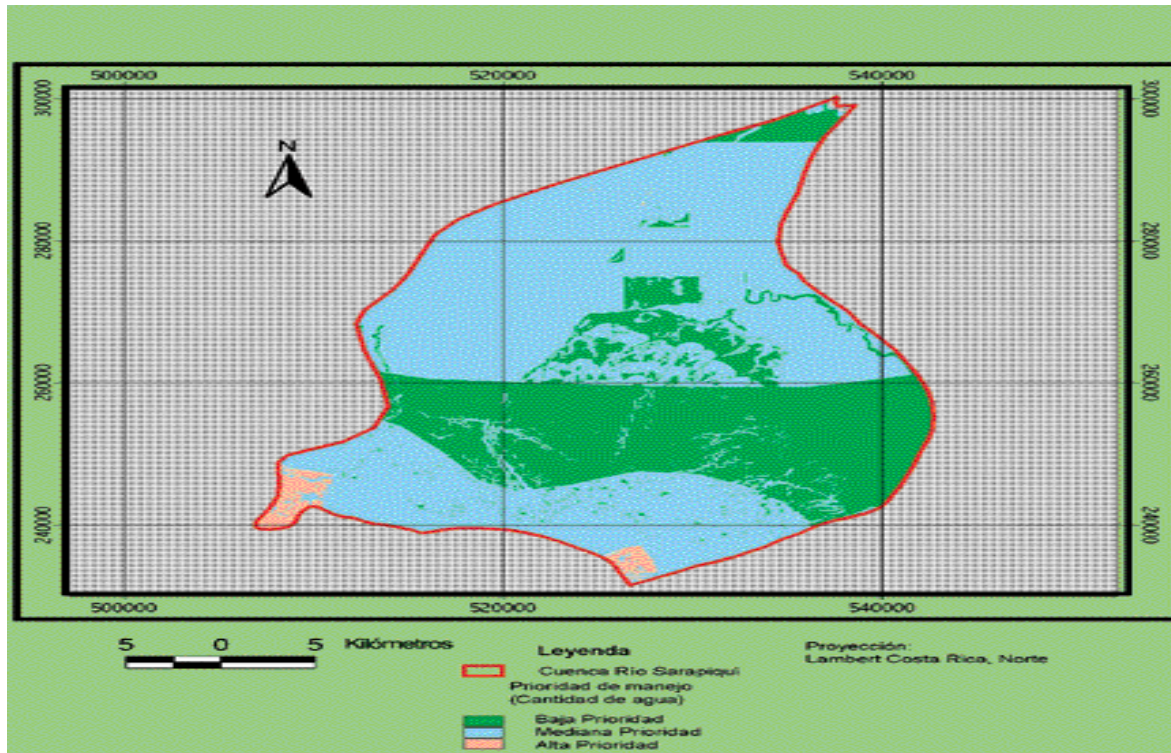 500000 520000 540000
300000 300000
N
280000 280000
260000 260000
240000 240000
500000 520000 540000
5 0 5 Kilómetros
Leyenda
Cuenca Río Sarapiquí
Prioridad de manejo
(Cantidad de agua)
Baja Prioridad
Mediana Prioridad
Alta Prioridad
Proyección:
Lambert Costa Rica, Norte